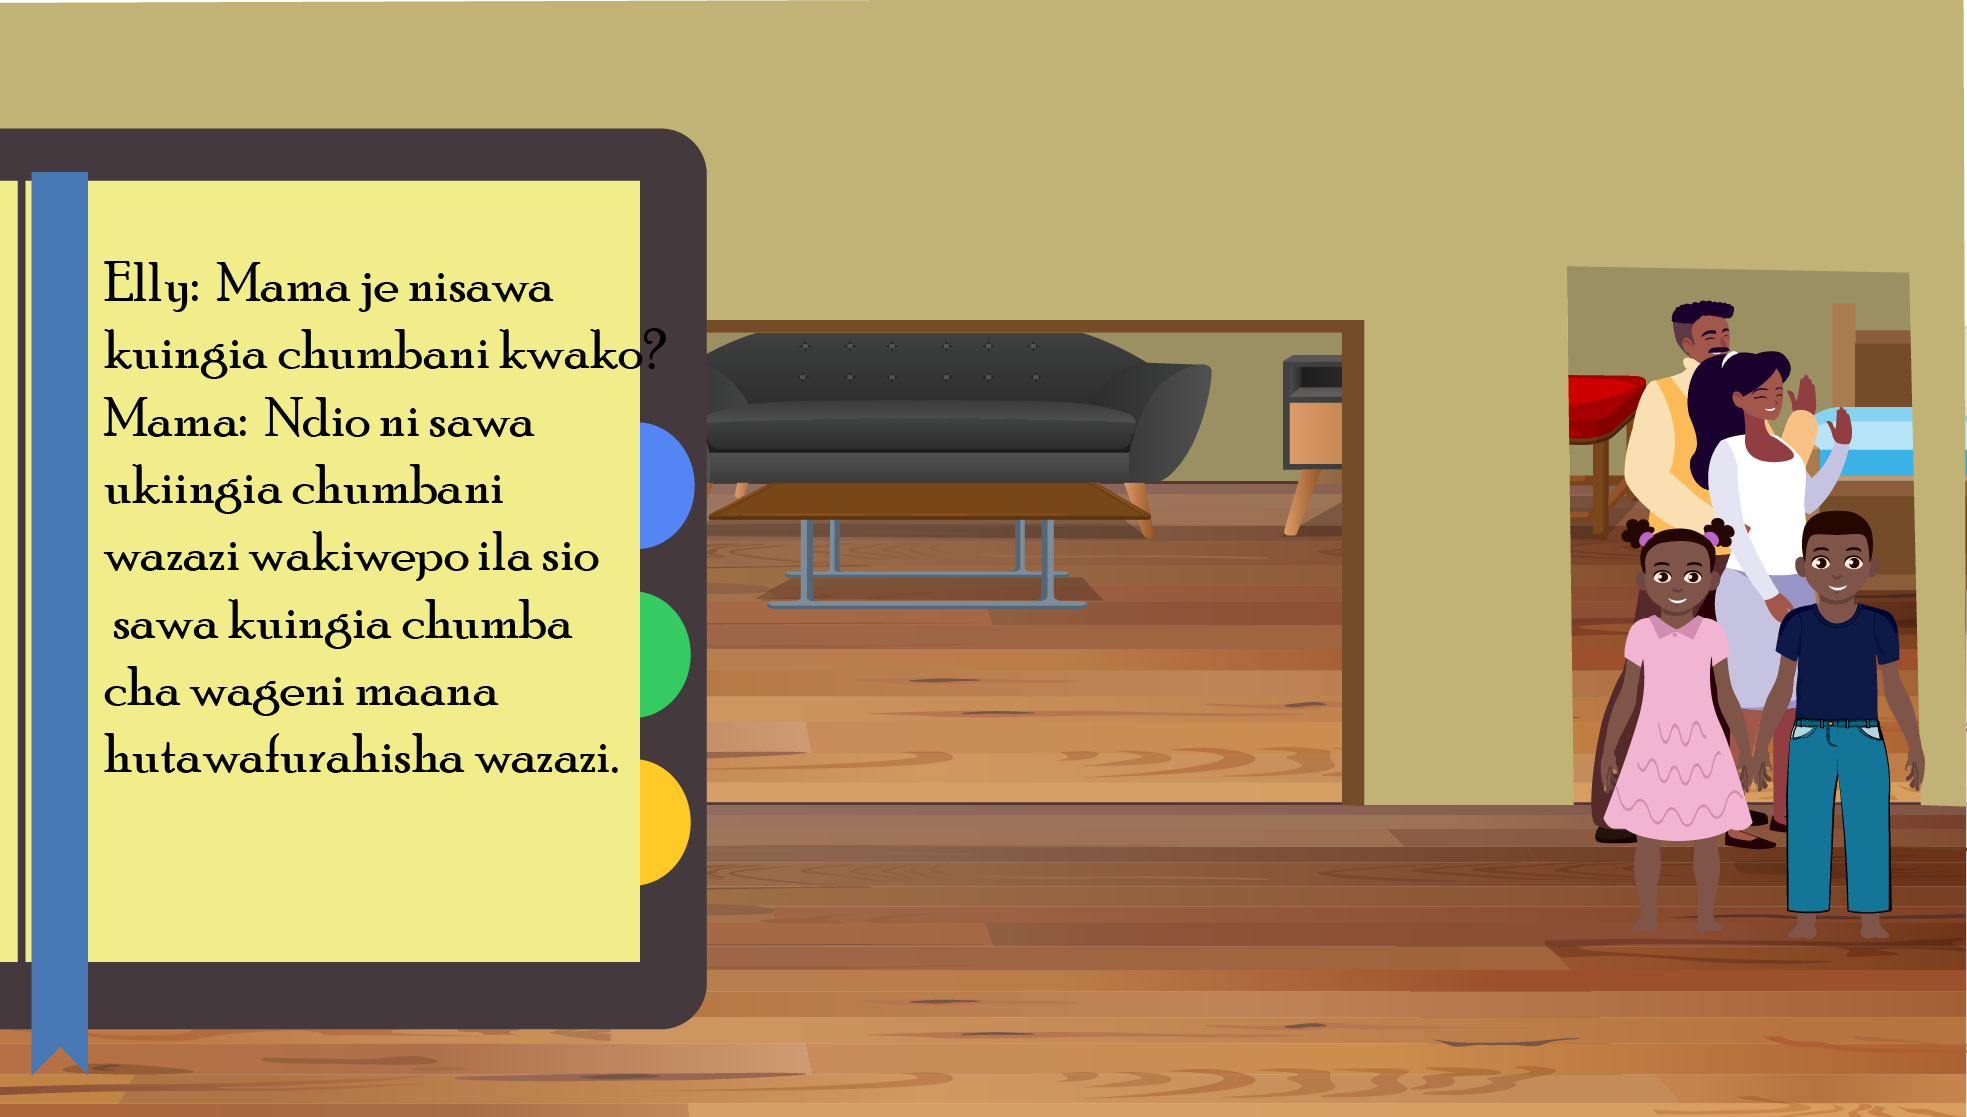 Elly: Mama je nisawa
kuingia chumbani kwako?
Mama: Ndio ni sawa
ukiingia chumbani
wazazi wakiwepo ila sio
sawa kuingia chumba
cha wageni maana
hutawafurahisha wazazi.